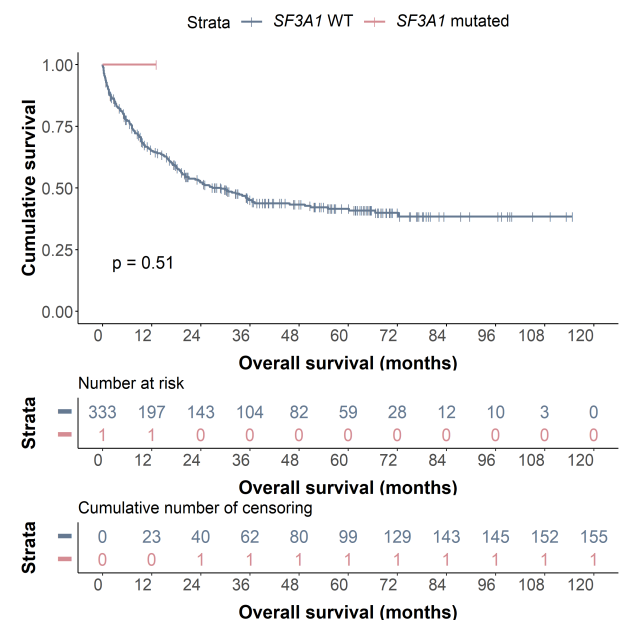 Strata SF3A1 WT SF3A1 mutated
Cumulative survival
1.00
0.75
0.50
0.25
0.00
p = 0.51
0 12 24 36 48 60 72 84 96 108 120
Overall survival (months)
Number at risk
Strata
333 197 143 104 82 59 28 12 10 3 0
1 1 0 0 0 0 0 0 0 0 0
0 12 24 36 48 60 72 84 96 108 120
Overall survival (months)
Cumulative number of censoring
Strata
0 23 40 62 80 99 129 143 145 152 155
0 0 1 1 1 1 1 1 1 1 1
0 12 24 36 48 60 72 84 96 108 120
Overall survival (months)